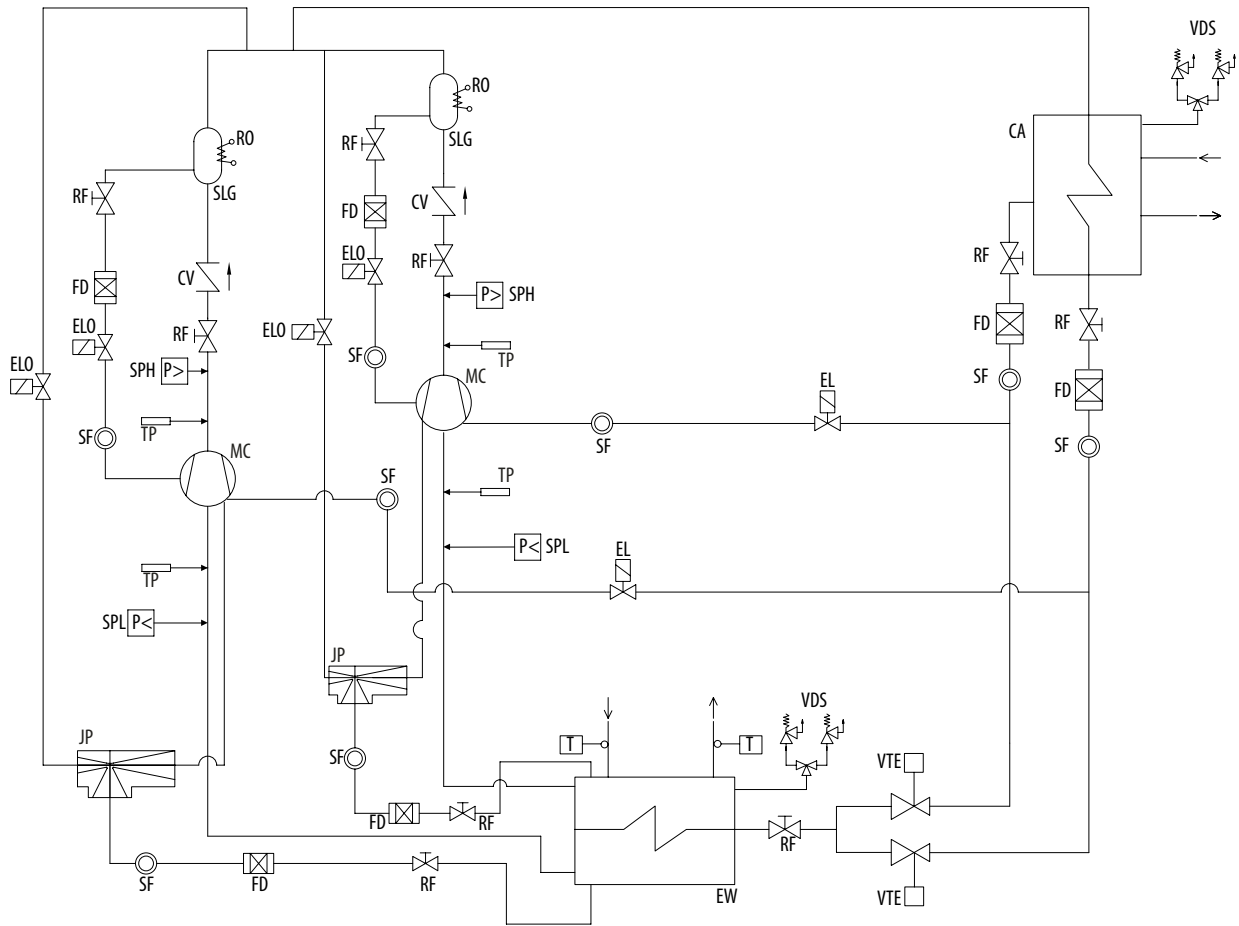 VDS
RO
SLG
RF
CA
RO
SLG
RF
FD
CV
CV
FD
ELO
RF
RF
P> SPH
FD
RF
ELO
RF
ELO
SPH P>
ELO
SF
TP
SF
FD
MC
EL
TP
SF
MC
SF
SF
SF
TP
TP
P< SPL
EL
SPL P<
JP
VDS
JP
T
T
SF
VTE
FD
RF
RF
SF
FD
RF
EW
VTE